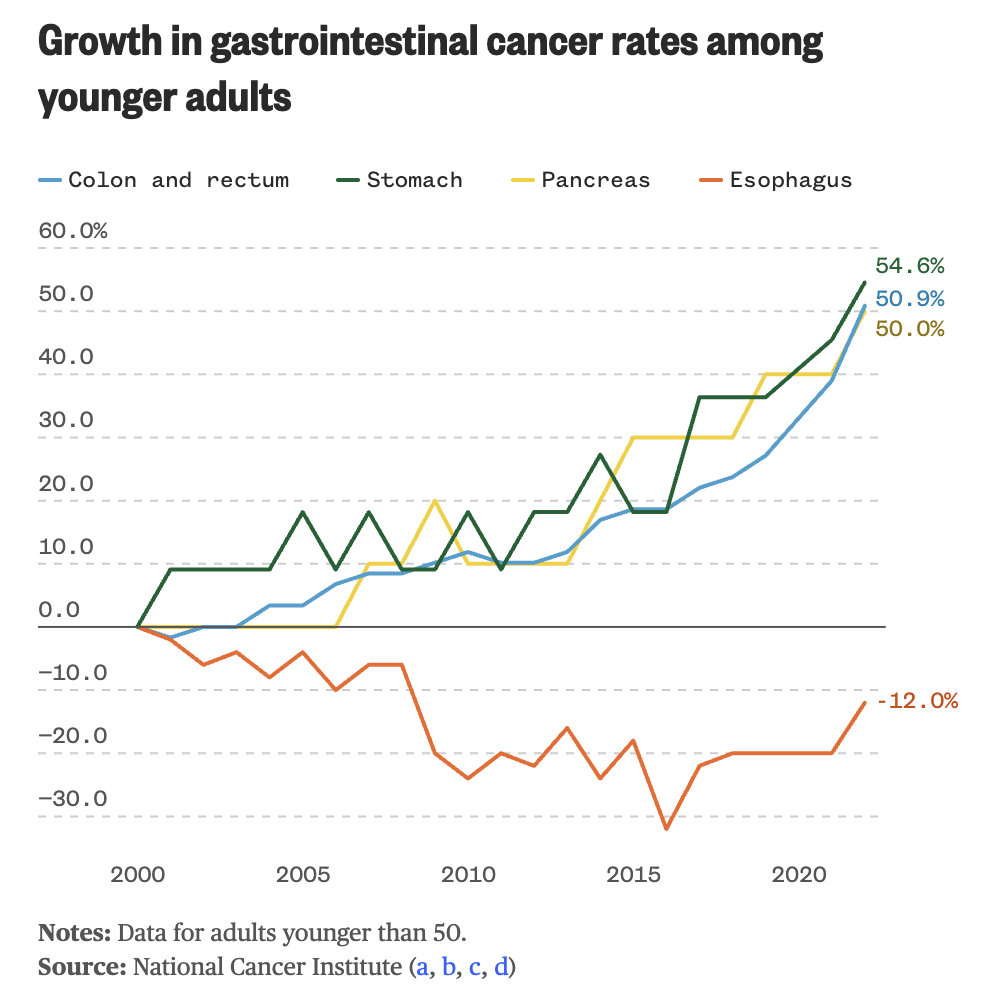 Growth in gastrointestinal cancer rates among
younger adults
Colon and rectum Stomach Pancreas Esophagus
60.0%
54.6%
50.0
50.9%
50.0%
40.0
30.0
20.0
10.0
0.0
−10.0
-12.0%
−20.0
−30.0
2000 2005 2010 2015 2020
Notes: Data for adults younger than 50.
Source: National Cancer Institute (a, b, c, d)